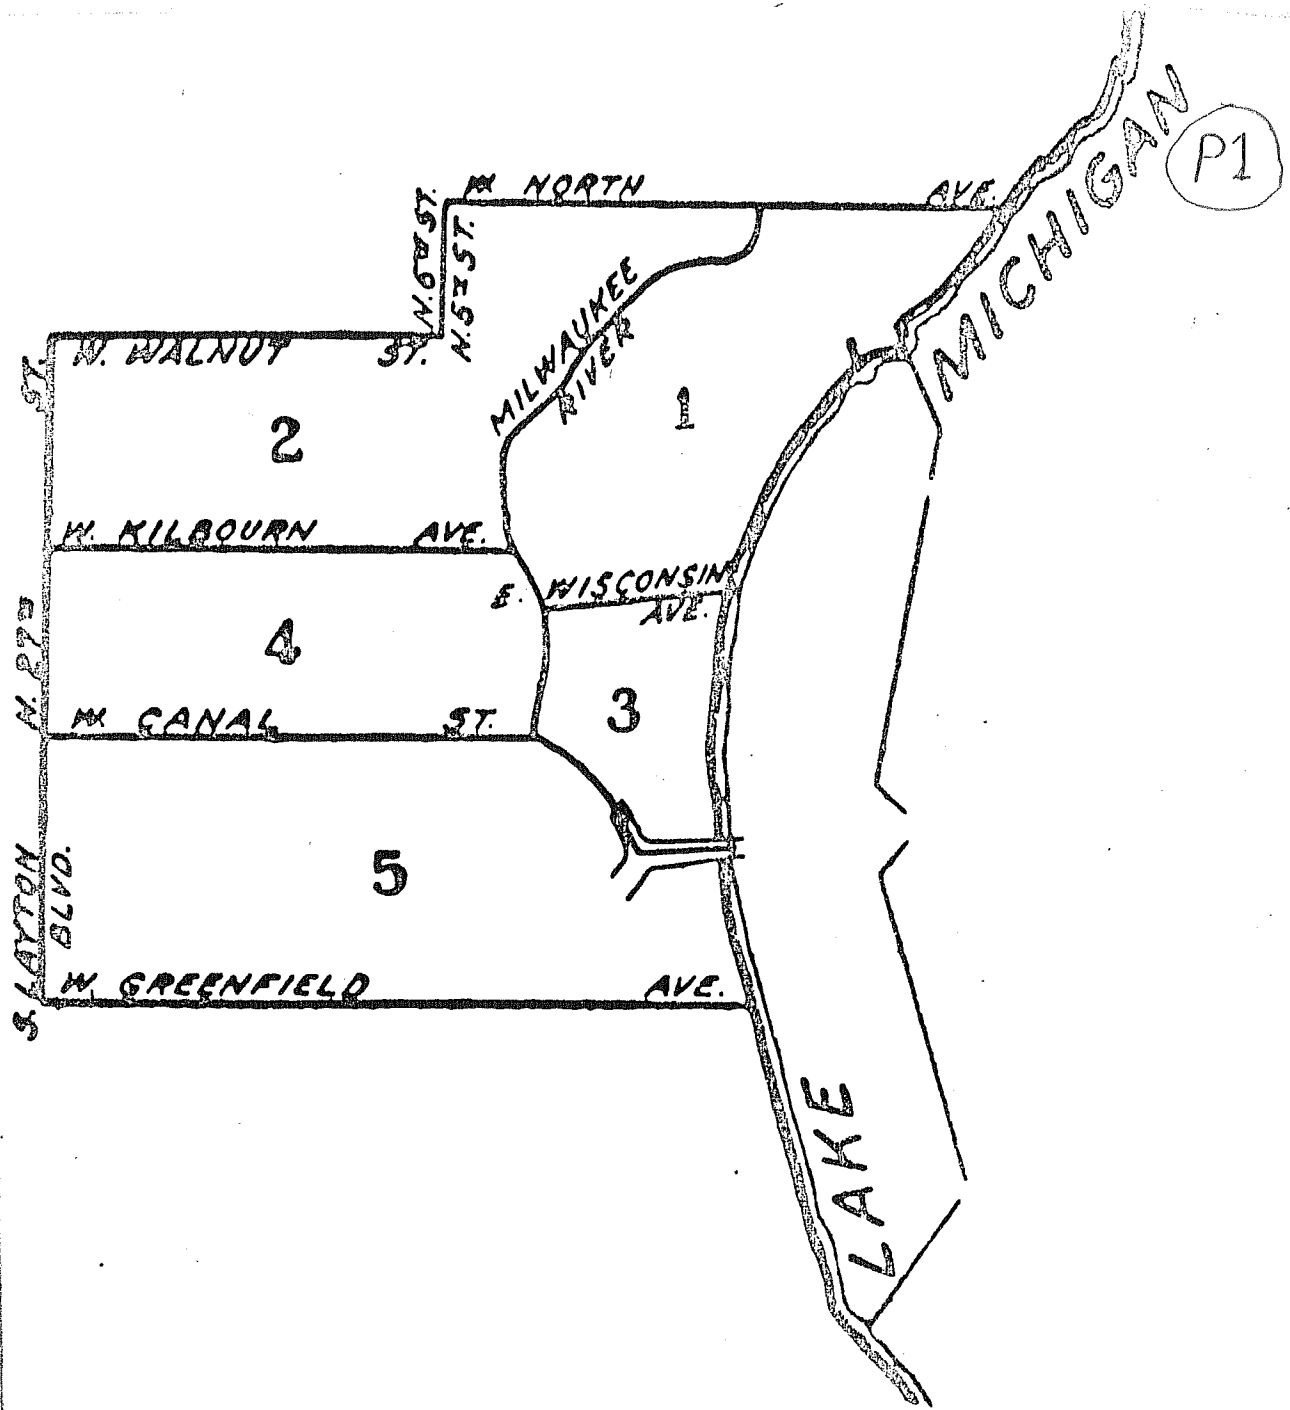 MICHIGAN
P1
W. NORTH AVE.
N. 6TH ST.
N. 5TH ST.
MILWAUKEE
RIVER
W. WALNUT ST.
1
2
W. KILBOURN AVE.
E. WISCONSIN
AVE.
N. 27TH ST.
4
3
W. CANAL ST.
5
S. LAYTON
BLVD.
W. GREENFIELD AVE.
LAKE